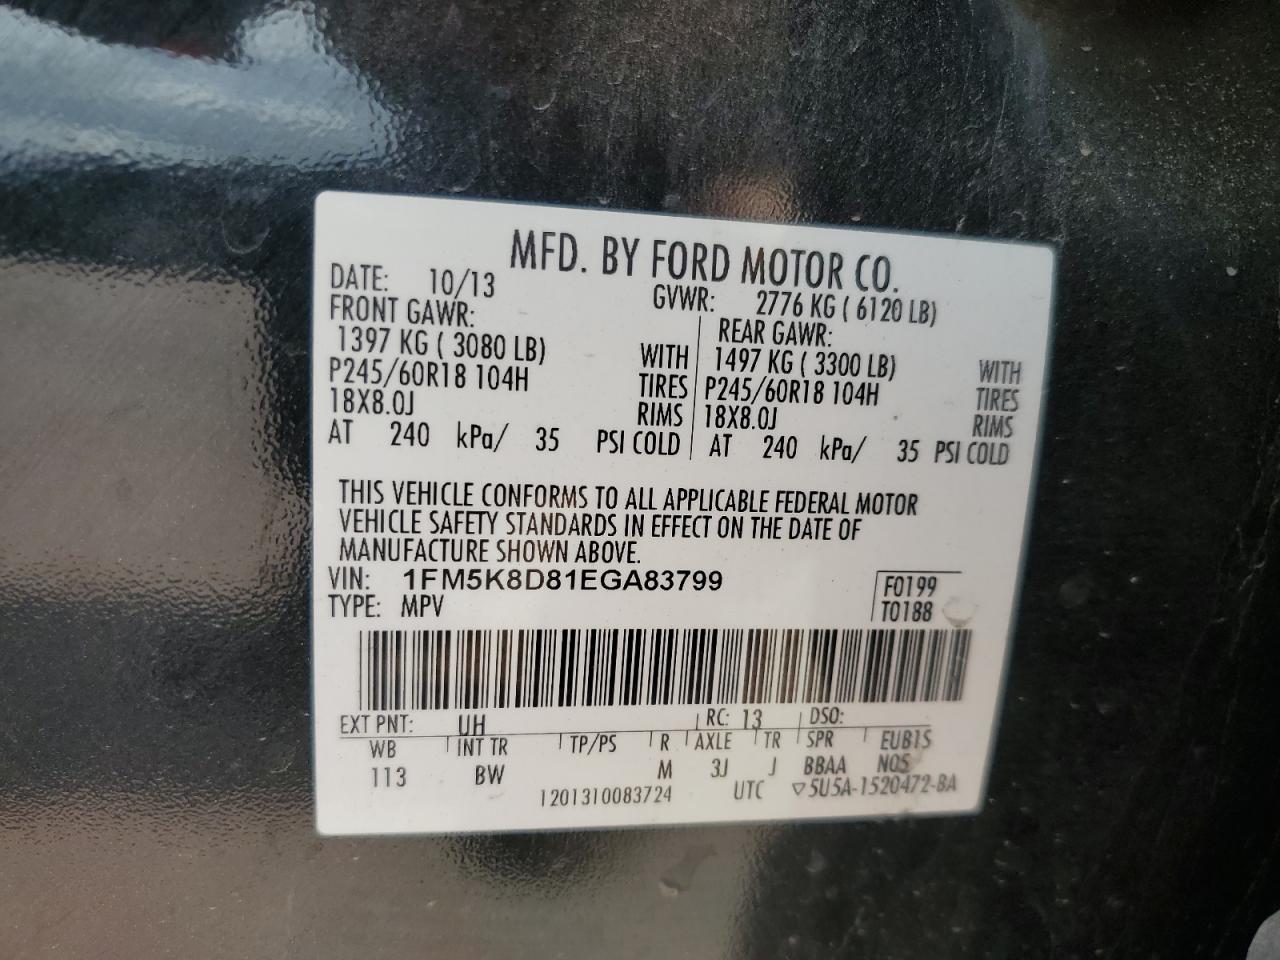 MFD. BY FORD MOTOR CO.
DATE: 10/13 GVWR: 2776 KG ( 6120 LB)
FRONT GAWR: REAR GAWR:
1397 KG ( 3080 LB) WITH 1497 KG ( 3300 LB) WITH
P245/60R18 104H TIRES P245/60R18 104H TIRES
18X8.0J RIMS 18X8.0J RIMS
AT 240 kPa/ 35 PSI COLD AT 240 kPa/ 35 PSI COLD
THIS VEHICLE CONFORMS TO ALL APPLICABLE FEDERAL MOTOR
VEHICLE SAFETY STANDARDS IN EFFECT ON THE DATE OF
MANUFACTURE SHOWN ABOVE.
VIN: 1FM5K8D81EGA83799 F0199
TYPE: MPV T0188
EXT PNT: UH RC: 13 DSO:
WB INT TR TP/PS R AXLE TR SPR EUB1S
113 BW M 3J J BBAA NOS
1201310083724 UTC ▽5U5A-1520472-BA